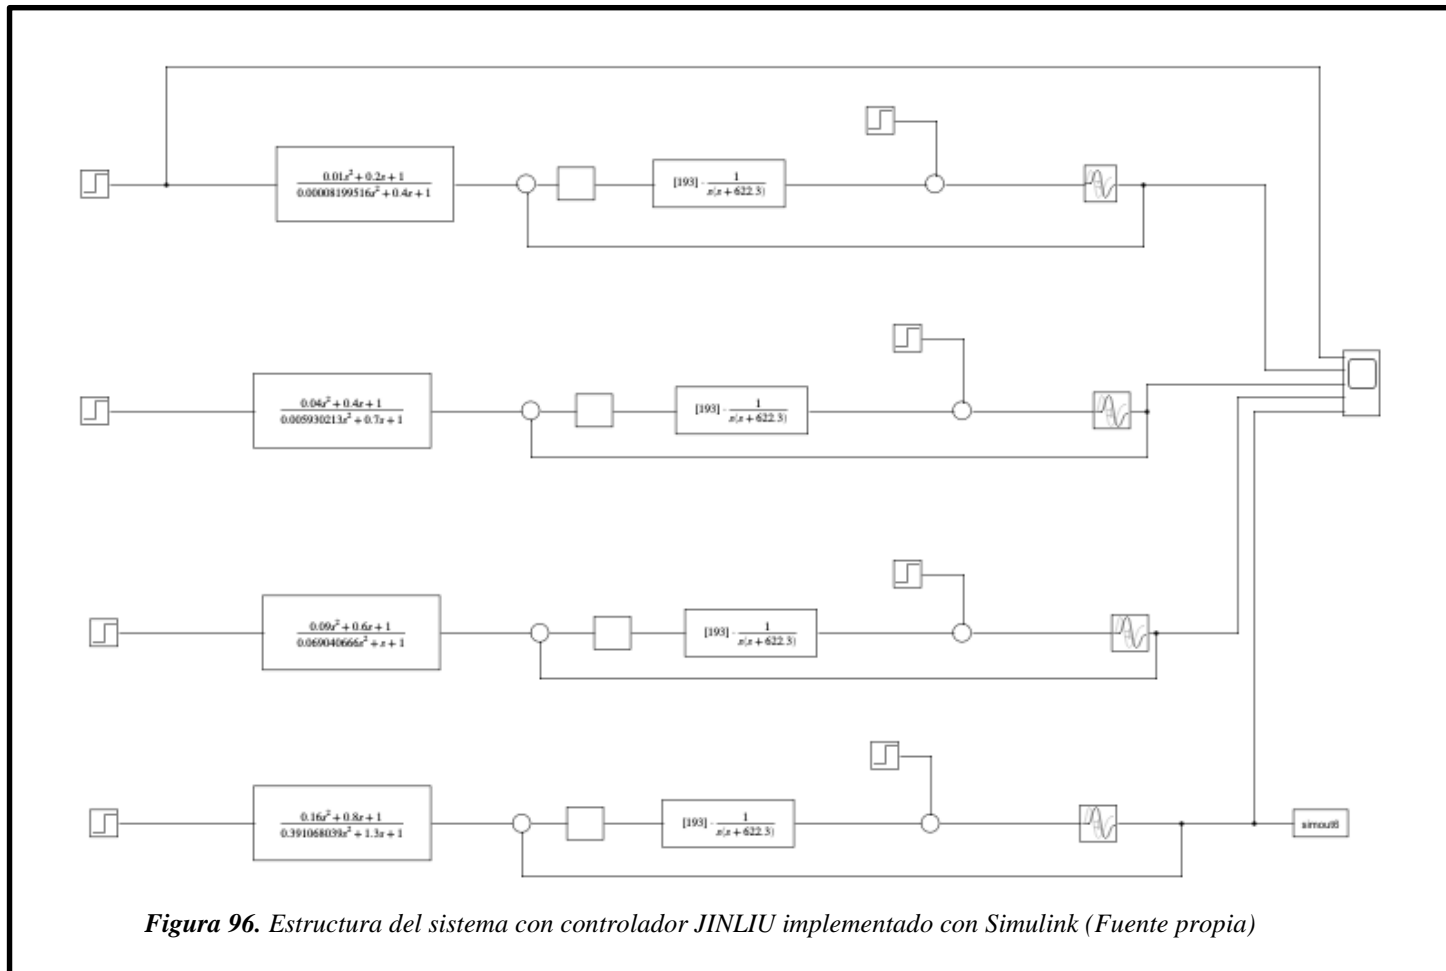 0.01s² + 0.2s + 1
0.00008199516s² + 0.4s + 1
[193] · 1
s(s + 622.3)
0.04s² + 0.4s + 1
0.005930213s² + 0.7s + 1
[193] · 1
s(s + 622.3)
0.09s² + 0.6s + 1
0.069040666s² + s + 1
[193] · 1
s(s + 622.3)
0.16s² + 0.8s + 1
0.391068039s² + 1.3s + 1
[193] · 1
s(s + 622.3)
simout6
Figura 96. Estructura del sistema con controlador JINLIU implementado con Simulink (Fuente propia)